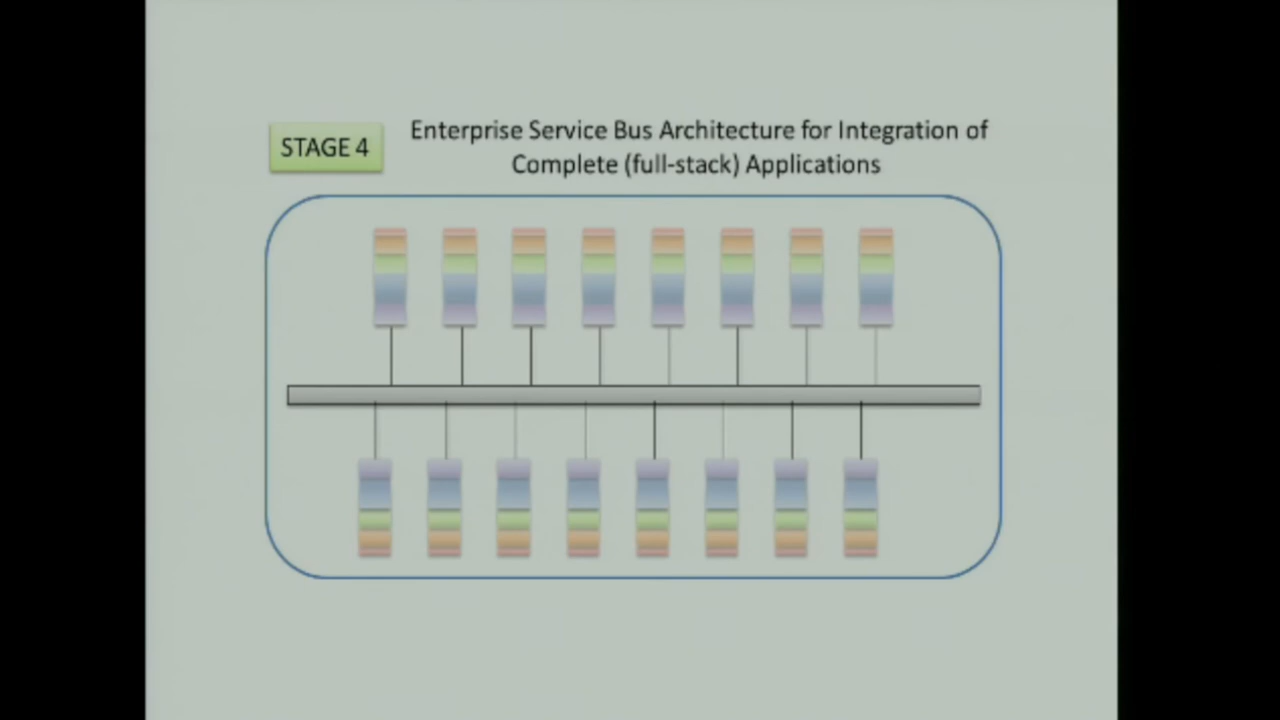 STAGE 4
Enterprise Service Bus Architecture for Integration of
Complete (full-stack) Applications